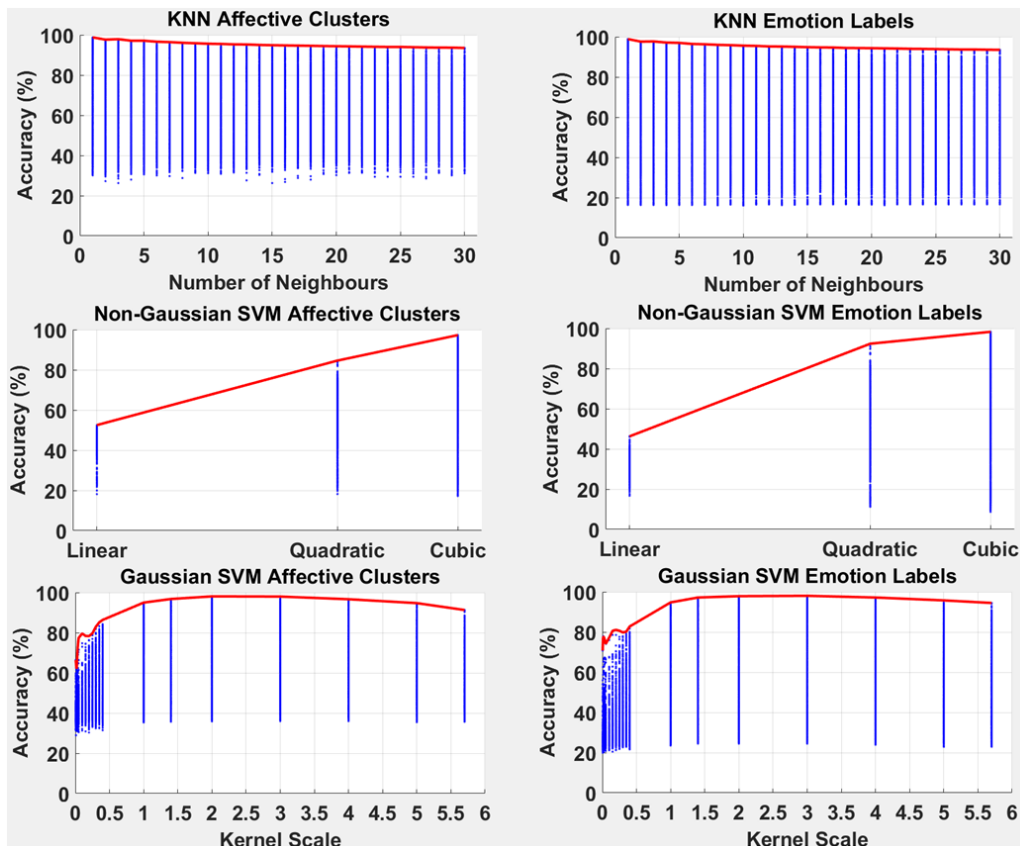 KNN Affective Clusters
100
80
60
40
20
0
Accuracy (%)
0 5 10 15 20 25 30
Number of Neighbours
KNN Emotion Labels
100
80
60
40
20
0
Accuracy (%)
0 5 10 15 20 25 30
Number of Neighbours
Non-Gaussian SVM Affective Clusters
100
80
60
40
20
0
Accuracy (%)
Linear Quadratic Cubic
Non-Gaussian SVM Emotion Labels
100
80
60
40
20
0
Accuracy (%)
Linear Quadratic Cubic
Gaussian SVM Affective Clusters
100
80
60
40
20
0
Accuracy (%)
0 0.5 1 1.5 2 2.5 3 3.5 4 4.5 5 5.5 6
Kernel Scale
Gaussian SVM Emotion Labels
100
80
60
40
20
0
Accuracy (%)
0 0.5 1 1.5 2 2.5 3 3.5 4 4.5 5 5.5 6
Kernel Scale